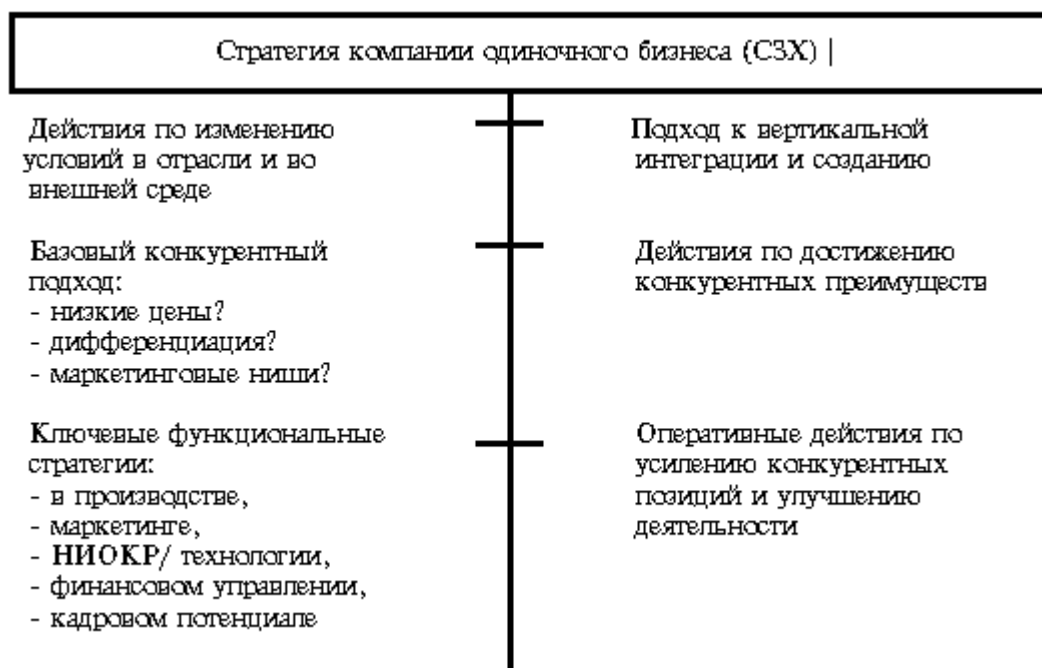 Стратегия компании одиночного бизнеса (СЗХ) |
Действия по изменению
условий в отрасли и во
внешней среде
Подход к вертикальной
интеграции и созданию
Базовый конкурентный
подход:
- низкие цены?
- дифференциация?
- маркетинговые ниши?
Действия по достижению
конкурентных преимуществ
Ключевые функциональные
стратегии:
- в производстве,
- маркетинге,
- НИОКР/ технологии,
- финансовом управлении,
- кадровом потенциале
Оперативные действия по
усилению конкурентных
позиций и улучшению
деятельности